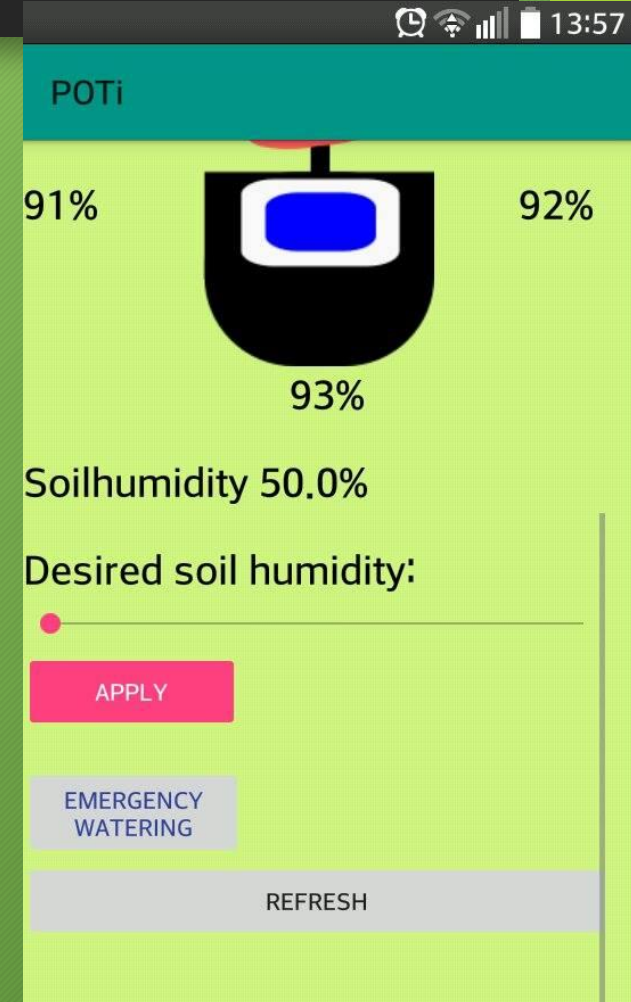 13:57
POTi
91%
92%
93%
Soilhumidity 50.0%
Desired soil humidity:
APPLY
EMERGENCY
WATERING
REFRESH